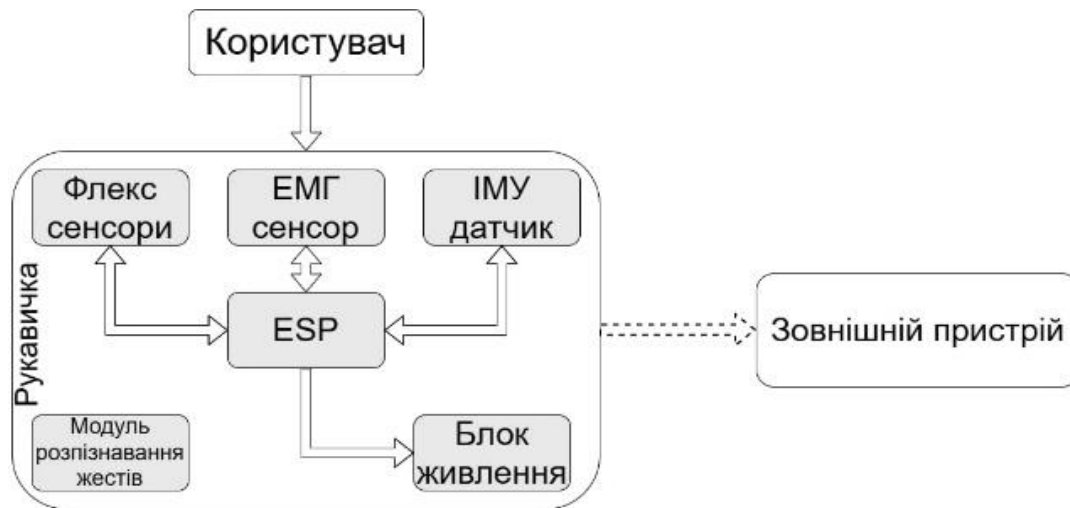 Користувач
Флекс
сенсори
ЕМГ
сенсор
ІМУ
датчик
Рукавичка
ESP
Зовнішній пристрій
Модуль
розпізнавання
жестів
Блок
живлення